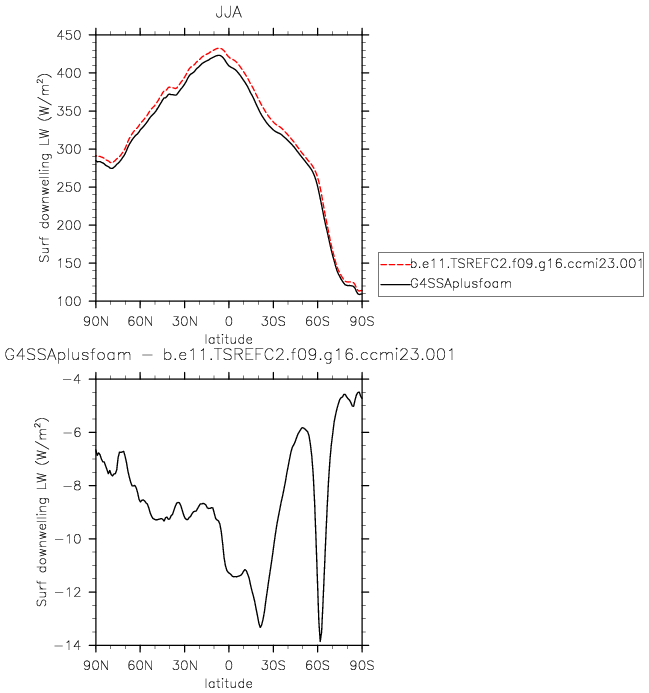 JJA
450
400
350
300
250
200
150
100
Surf downwelling LW (W/m²)
90N 60N 30N 0 30S 60S 90S
latitude
b.e11.TSREFC2.f09.g16.ccmi23.001
G4SSAplusfoam
G4SSAplusfoam − b.e11.TSREFC2.f09.g16.ccmi23.001
−4
−6
−8
−10
−12
−14
Surf downwelling LW (W/m²)
90N 60N 30N 0 30S 60S 90S
latitude